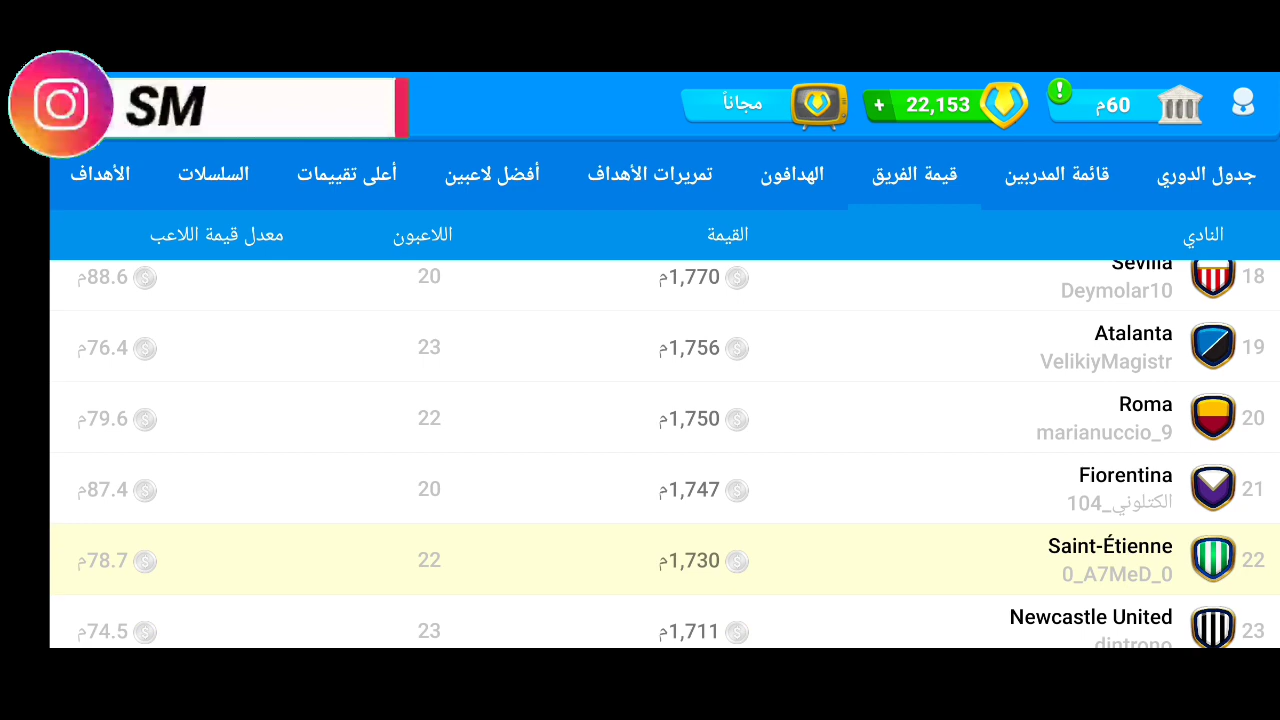 SM
60م
22,153 +
مجاناً
جدول الدوري قائمة المدربين قيمة الفريق الهدافون تمريرات الأهداف أفضل لاعبين أعلى تقييمات السلسلات الأهداف
النادي القيمة اللاعبون معدل قيمة اللاعب
18 Sevilla 1,770م 20 88.6م
Deymolar10
19 Atalanta 1,756م 23 76.4م
VelikiyMagistr
20 Roma 1,750م 22 79.6م
marianuccio_9
21 Fiorentina 1,747م 20 87.4م
الكتلوني_104
22 Saint-Étienne 1,730م 22 78.7م
0_A7MeD_0
23 Newcastle United 1,711م 23 74.5م